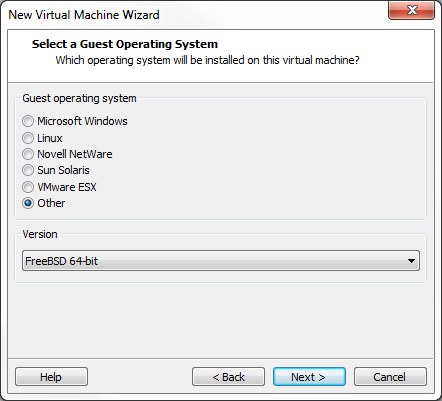 New Virtual Machine Wizard
Select a Guest Operating System
Which operating system will be installed on this virtual machine?
Guest operating system
Microsoft Windows
Linux
Novell NetWare
Sun Solaris
VMware ESX
Other
Version
FreeBSD 64-bit
Help < Back Next > Cancel